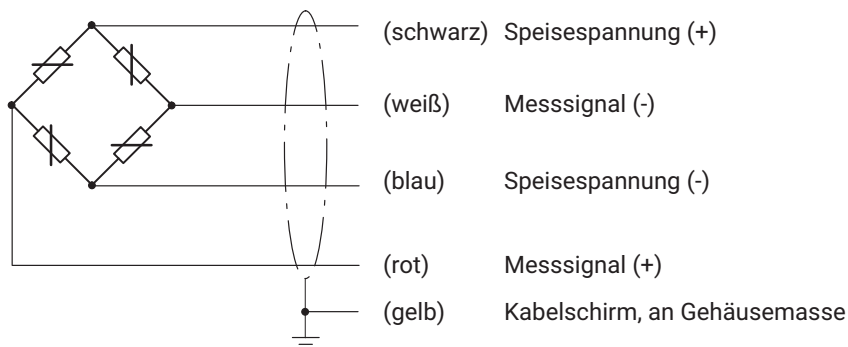 (schwarz) Speisespannung (+)
(weiß) Messsignal (-)
(blau) Speisespannung (-)
(rot) Messsignal (+)
(gelb) Kabelschirm, an Gehäusemasse